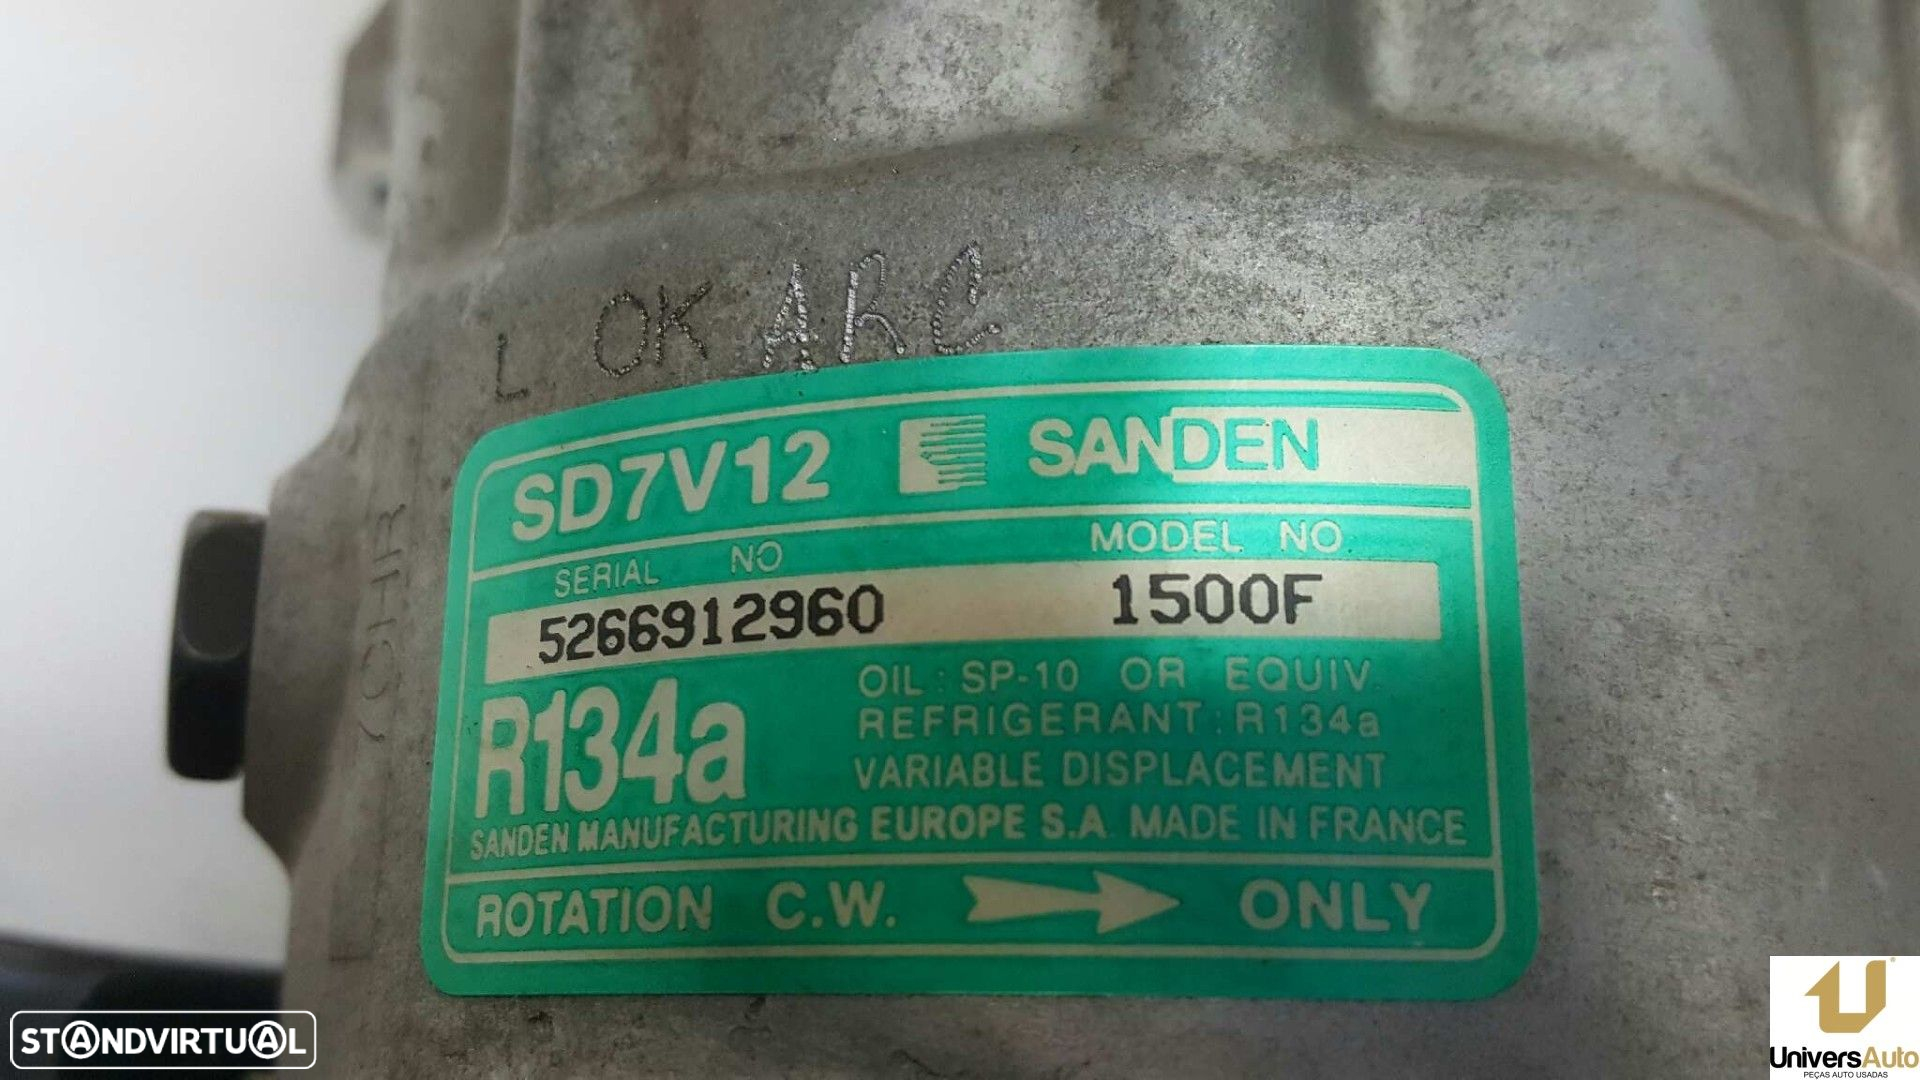 L OK ARC
SD7V12 SANDEN
SERIAL NO MODEL NO
5266912960 1500F
R134a
OIL : SP-10 OR EQUIV.
REFRIGERANT : R134a
VARIABLE DISPLACEMENT
SANDEN MANUFACTURING EUROPE S.A. MADE IN FRANCE
ROTATION C.W. ONLY
STANDVIRTUAL
UniversAuto
PEÇAS AUTO USADAS